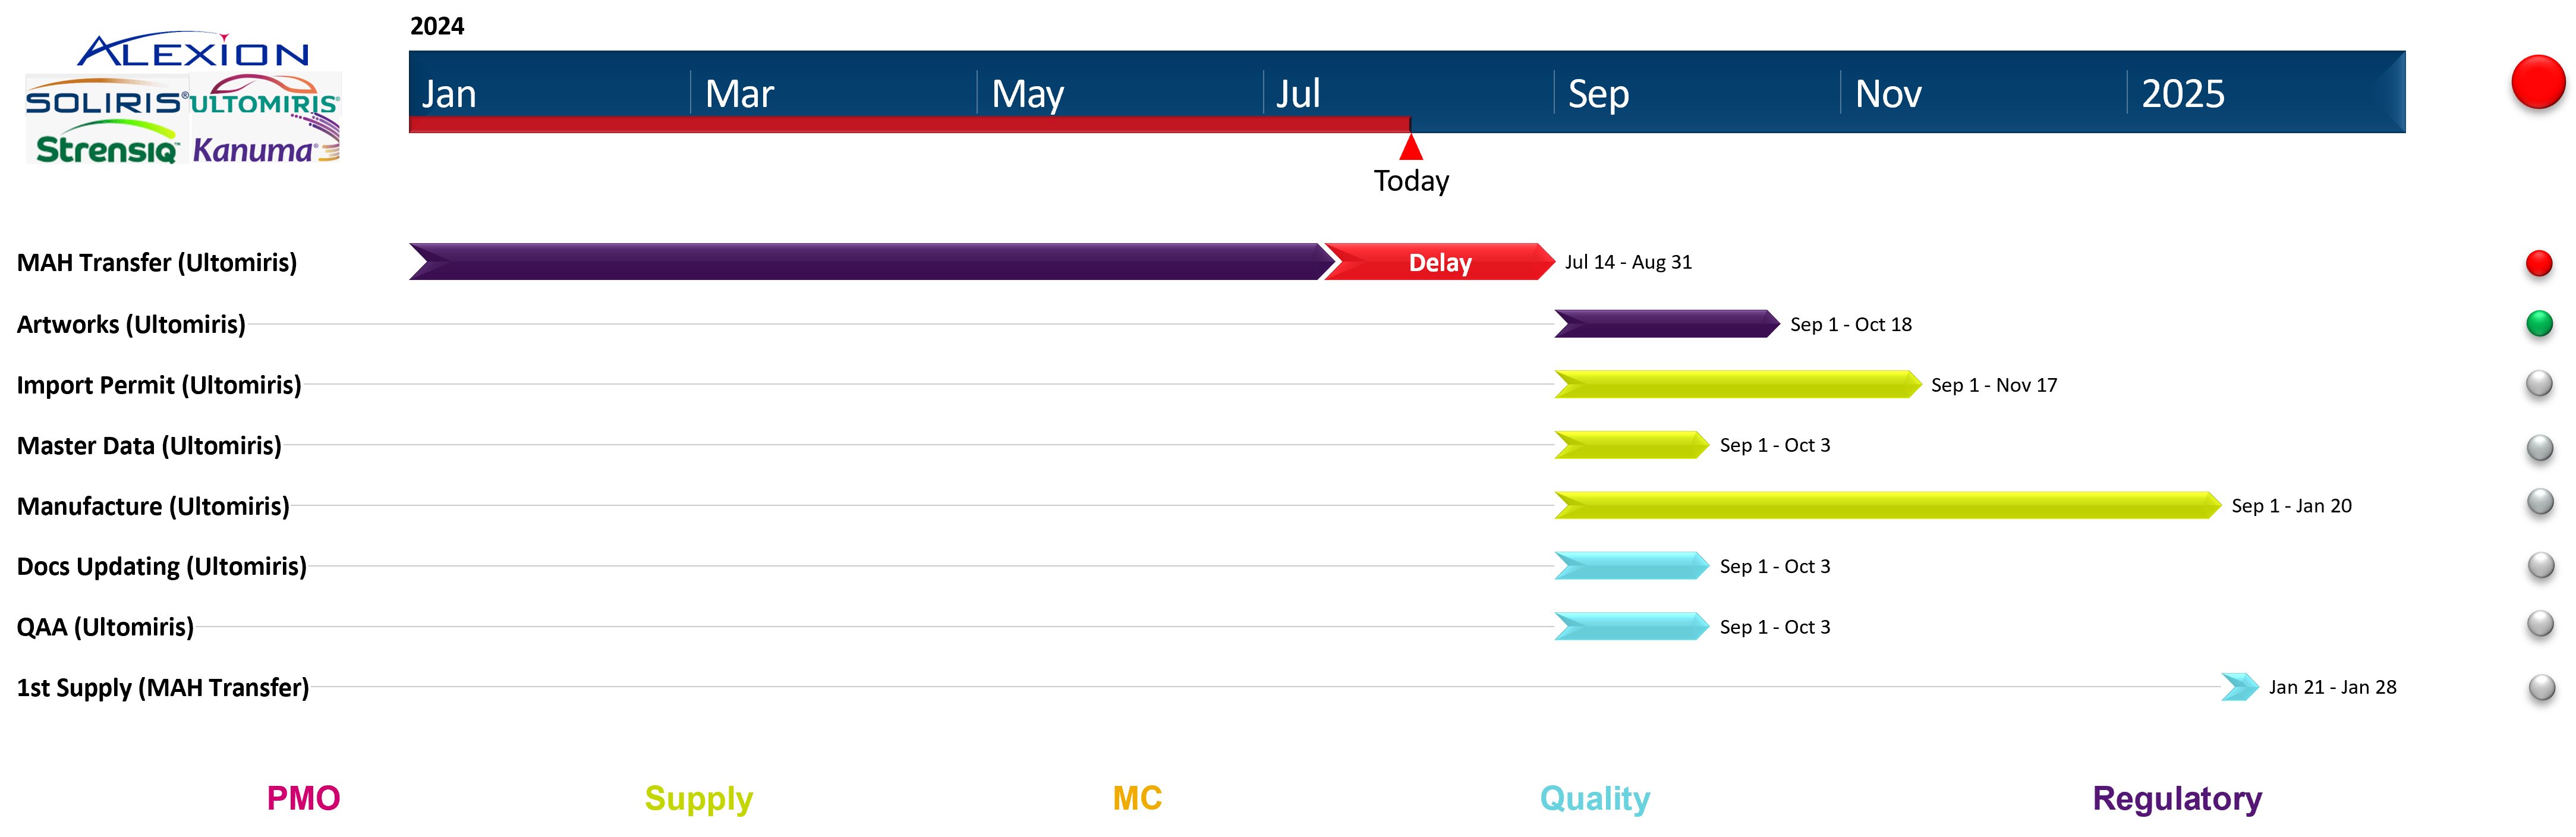 2024
ALEXION
SOLIRIS® ULTOMIRIS®
Strensiq™ Kanuma®
Jan Mar May Jul Sep Nov 2025
Today
MAH Transfer (Ultomiris) Delay Jul 14 - Aug 31
Artworks (Ultomiris) Sep 1 - Oct 18
Import Permit (Ultomiris) Sep 1 - Nov 17
Master Data (Ultomiris) Sep 1 - Oct 3
Manufacture (Ultomiris) Sep 1 - Jan 20
Docs Updating (Ultomiris) Sep 1 - Oct 3
QAA (Ultomiris) Sep 1 - Oct 3
1st Supply (MAH Transfer) Jan 21 - Jan 28
PMO Supply MC Quality Regulatory